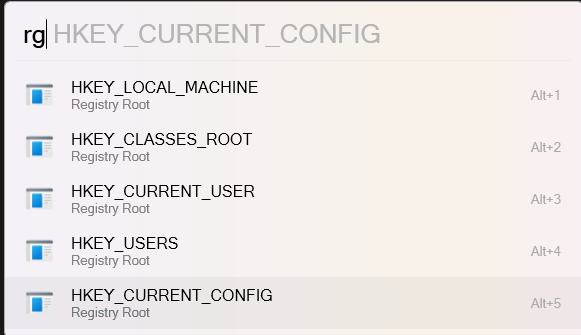 rg HKEY_CURRENT_CONFIG
HKEY_LOCAL_MACHINE
Registry Root
Alt+1
HKEY_CLASSES_ROOT
Registry Root
Alt+2
HKEY_CURRENT_USER
Registry Root
Alt+3
HKEY_USERS
Registry Root
Alt+4
HKEY_CURRENT_CONFIG
Registry Root
Alt+5